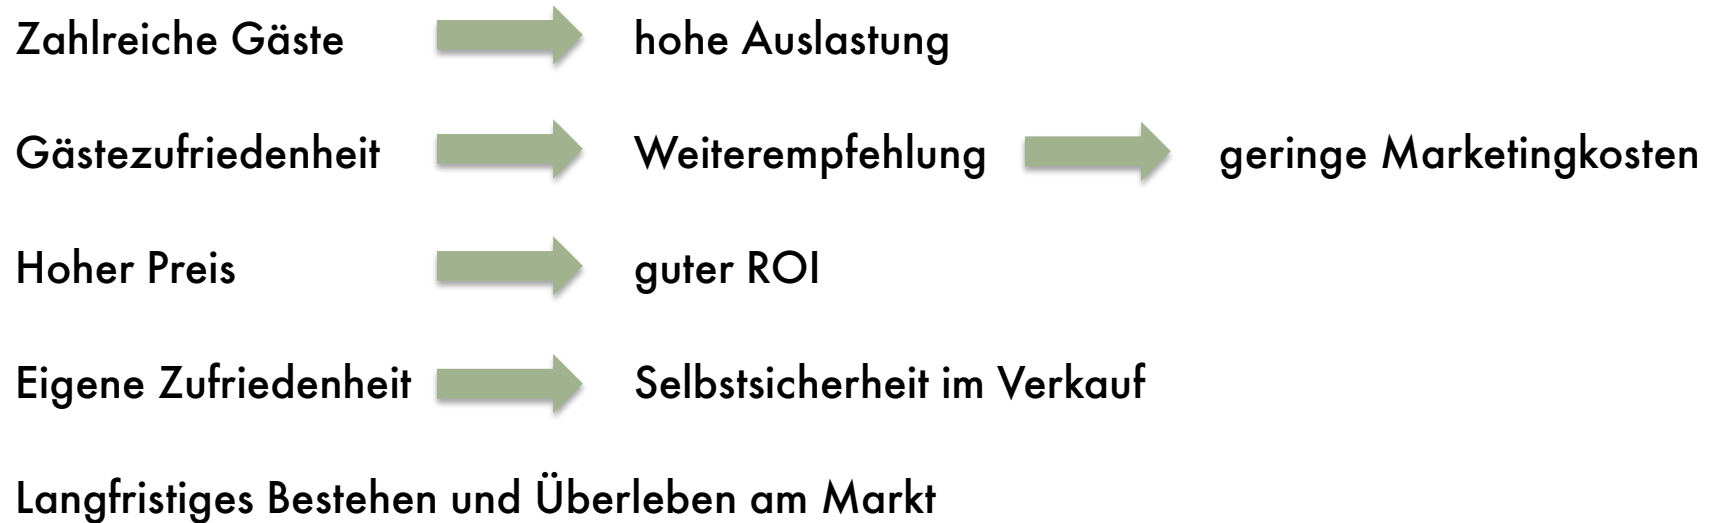 Zahlreiche Gäste hohe Auslastung
Gästezufriedenheit Weiterempfehlung geringe Marketingkosten
Hoher Preis guter ROI
Eigene Zufriedenheit Selbstsicherheit im Verkauf
Langfristiges Bestehen und Überleben am Markt